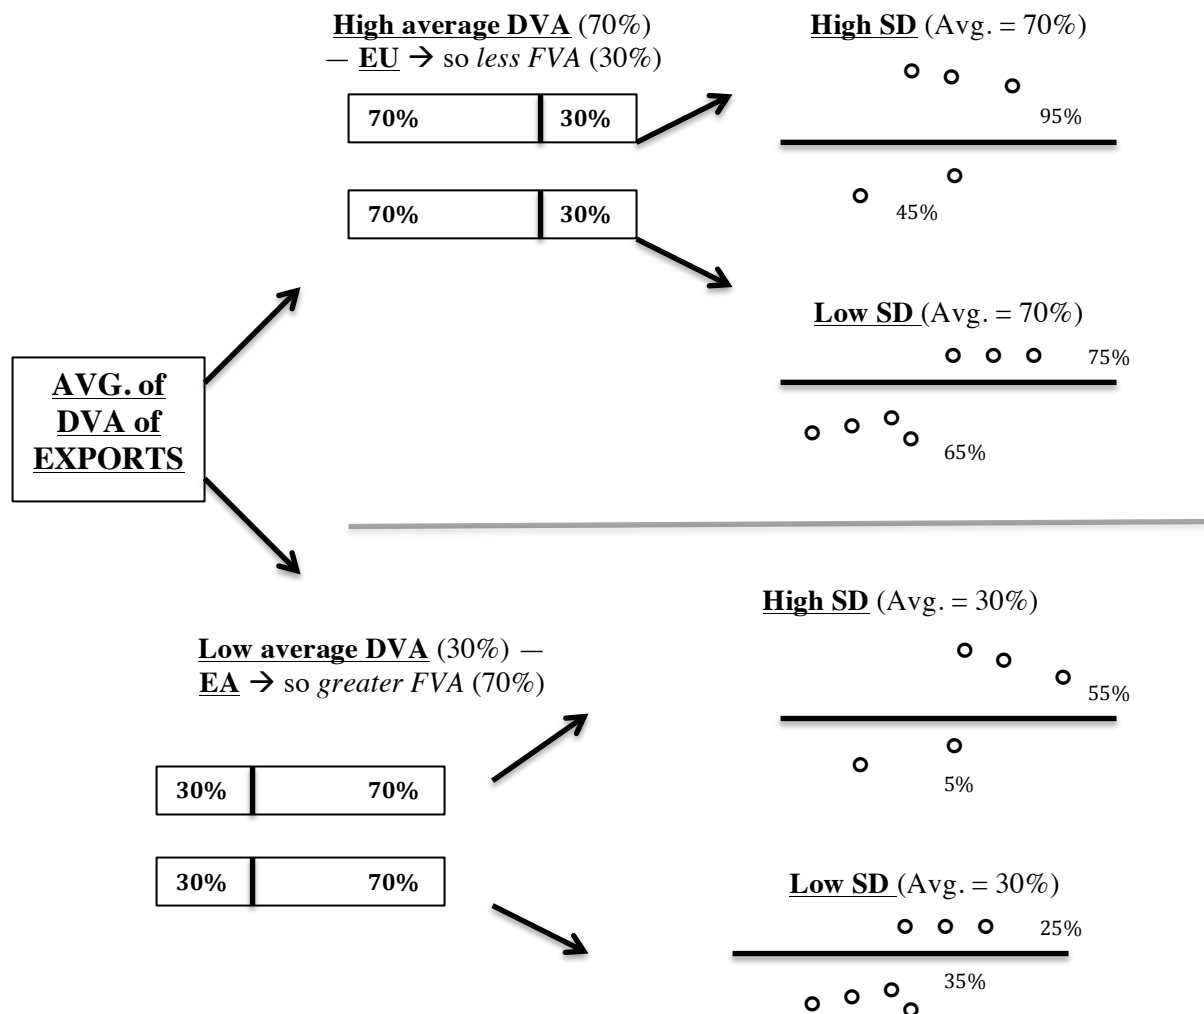 High average DVA (70%)
— EU → so less FVA (30%)
70% 30%
70% 30%
High SD (Avg. = 70%)
95%
45%
Low SD (Avg. = 70%)
75%
65%
AVG. of
DVA of
EXPORTS
Low average DVA (30%) —
EA → so greater FVA (70%)
30% 70%
30% 70%
High SD (Avg. = 30%)
55%
5%
Low SD (Avg. = 30%)
25%
35%